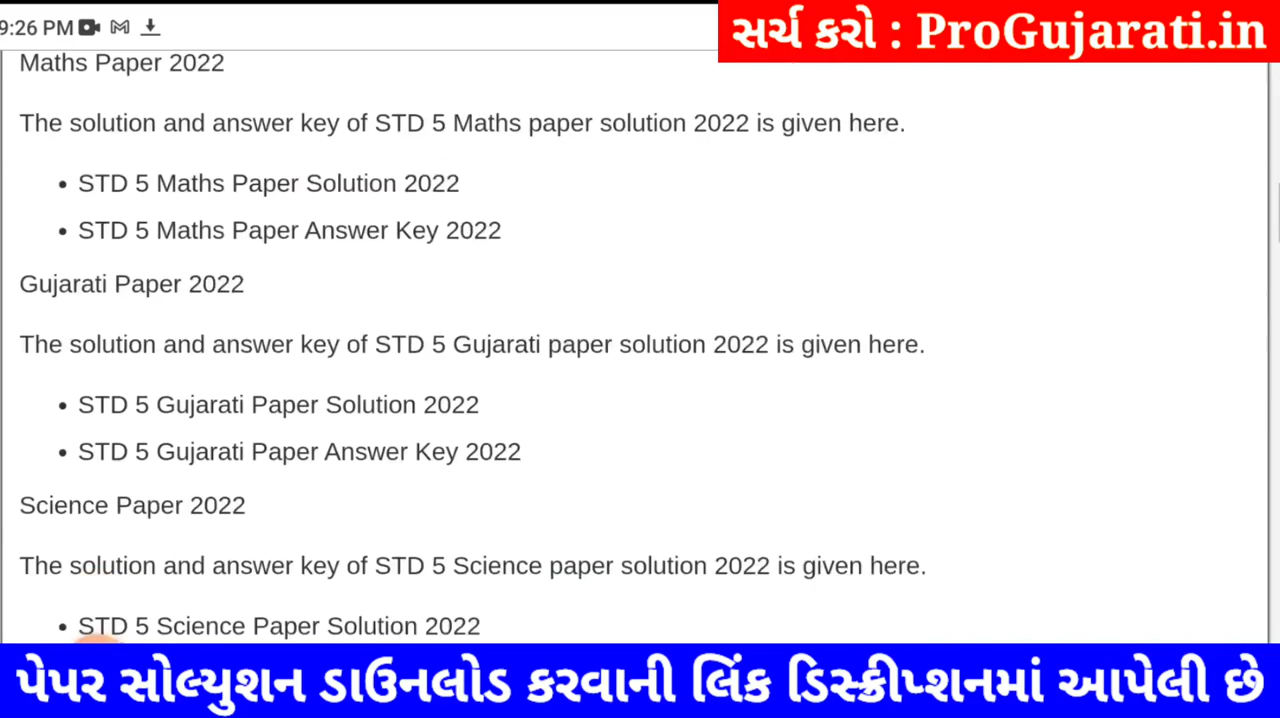 9:26 PM
સર્ચ કરો : ProGujarati.in
Maths Paper 2022
The solution and answer key of STD 5 Maths paper solution 2022 is given here.
• STD 5 Maths Paper Solution 2022
• STD 5 Maths Paper Answer Key 2022
Gujarati Paper 2022
The solution and answer key of STD 5 Gujarati paper solution 2022 is given here.
• STD 5 Gujarati Paper Solution 2022
• STD 5 Gujarati Paper Answer Key 2022
Science Paper 2022
The solution and answer key of STD 5 Science paper solution 2022 is given here.
• STD 5 Science Paper Solution 2022
પેપર સોલ્યુશન ડાઉનલોડ કરવાની લિંક ડિસ્ક્રીપ્શનમાં આપેલી છે